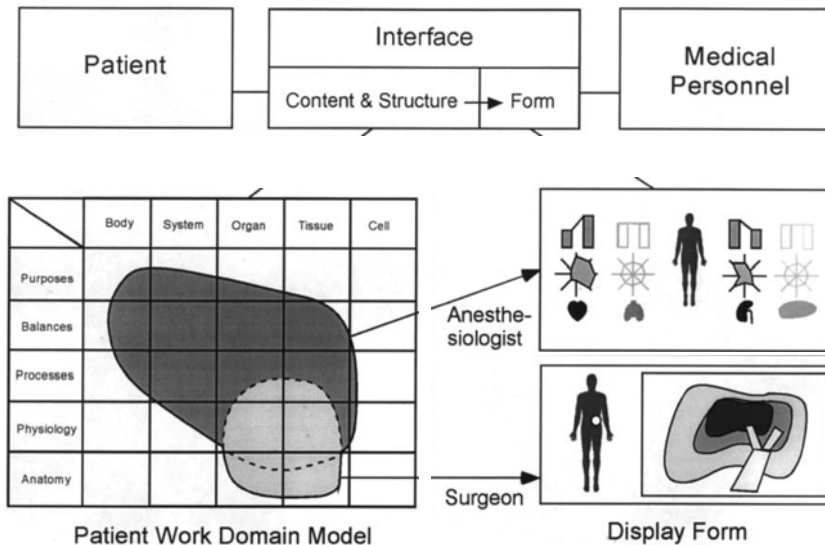 Patient
Interface
Content & Structure
Form
Medical
Personnel
Body
System
Organ
Tissue
Cell
Purposes
Balances
Processes
Physiology
Anatomy
Patient Work Domain Model
Anesthe-
siologist
Surgeon
Display Form